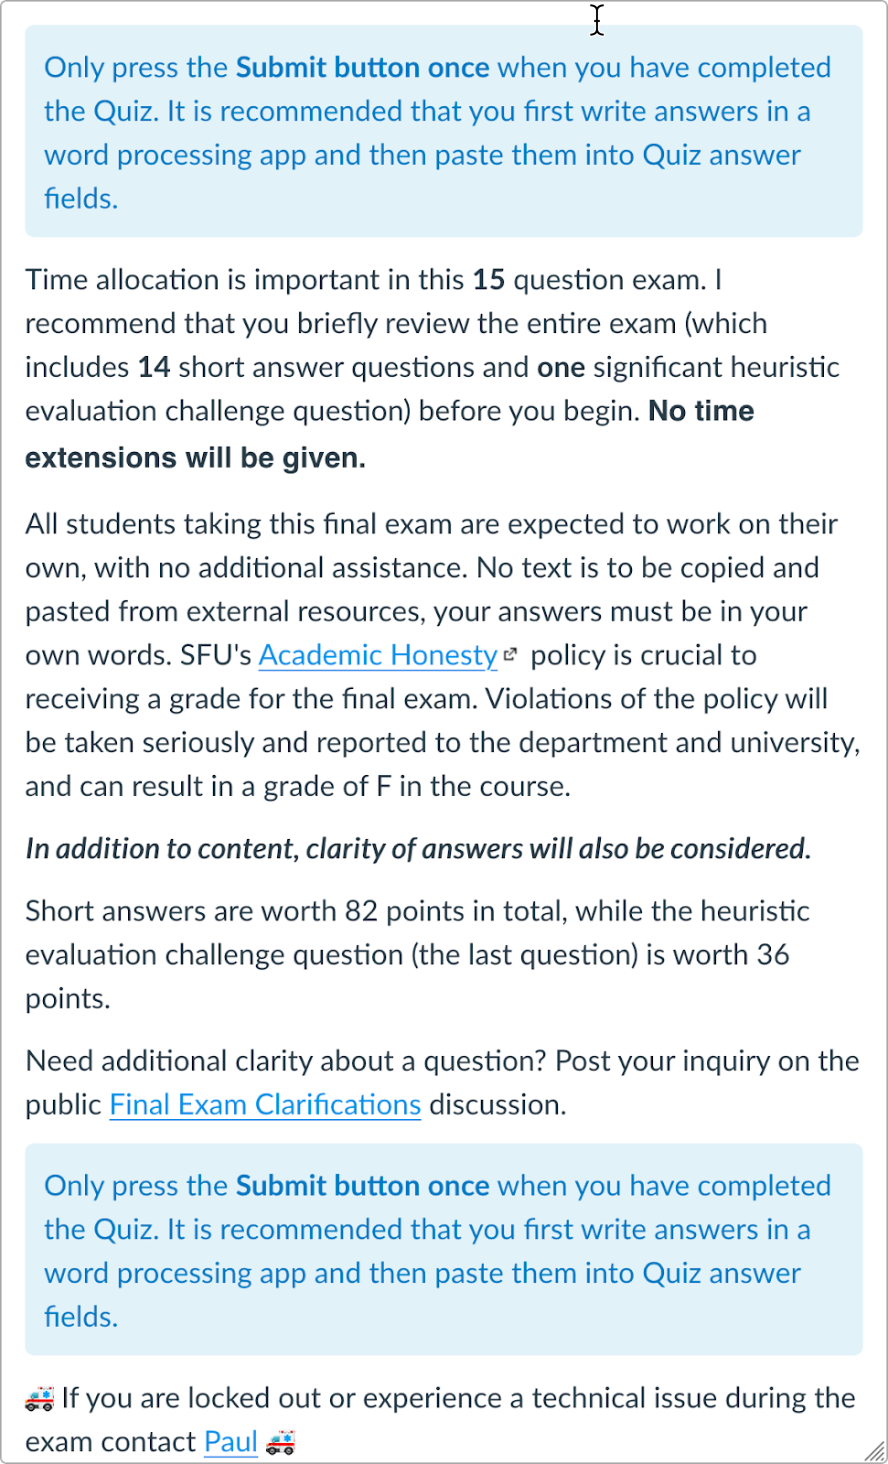 Only press the Submit button once when you have completed
the Quiz. It is recommended that you first write answers in a
word processing app and then paste them into Quiz answer
fields.
Time allocation is important in this 15 question exam. I
recommend that you briefly review the entire exam (which
includes 14 short answer questions and one significant heuristic
evaluation challenge question) before you begin. No time
extensions will be given.
All students taking this final exam are expected to work on their
own, with no additional assistance. No text is to be copied and
pasted from external resources, your answers must be in your
own words. SFU's Academic Honesty policy is crucial to
receiving a grade for the final exam. Violations of the policy will
be taken seriously and reported to the department and university,
and can result in a grade of F in the course.
In addition to content, clarity of answers will also be considered.
Short answers are worth 82 points in total, while the heuristic
evaluation challenge question (the last question) is worth 36
points.
Need additional clarity about a question? Post your inquiry on the
public Final Exam Clarifications discussion.
Only press the Submit button once when you have completed
the Quiz. It is recommended that you first write answers in a
word processing app and then paste them into Quiz answer
fields.
🚑 If you are locked out or experience a technical issue during the
exam contact Paul 🚑